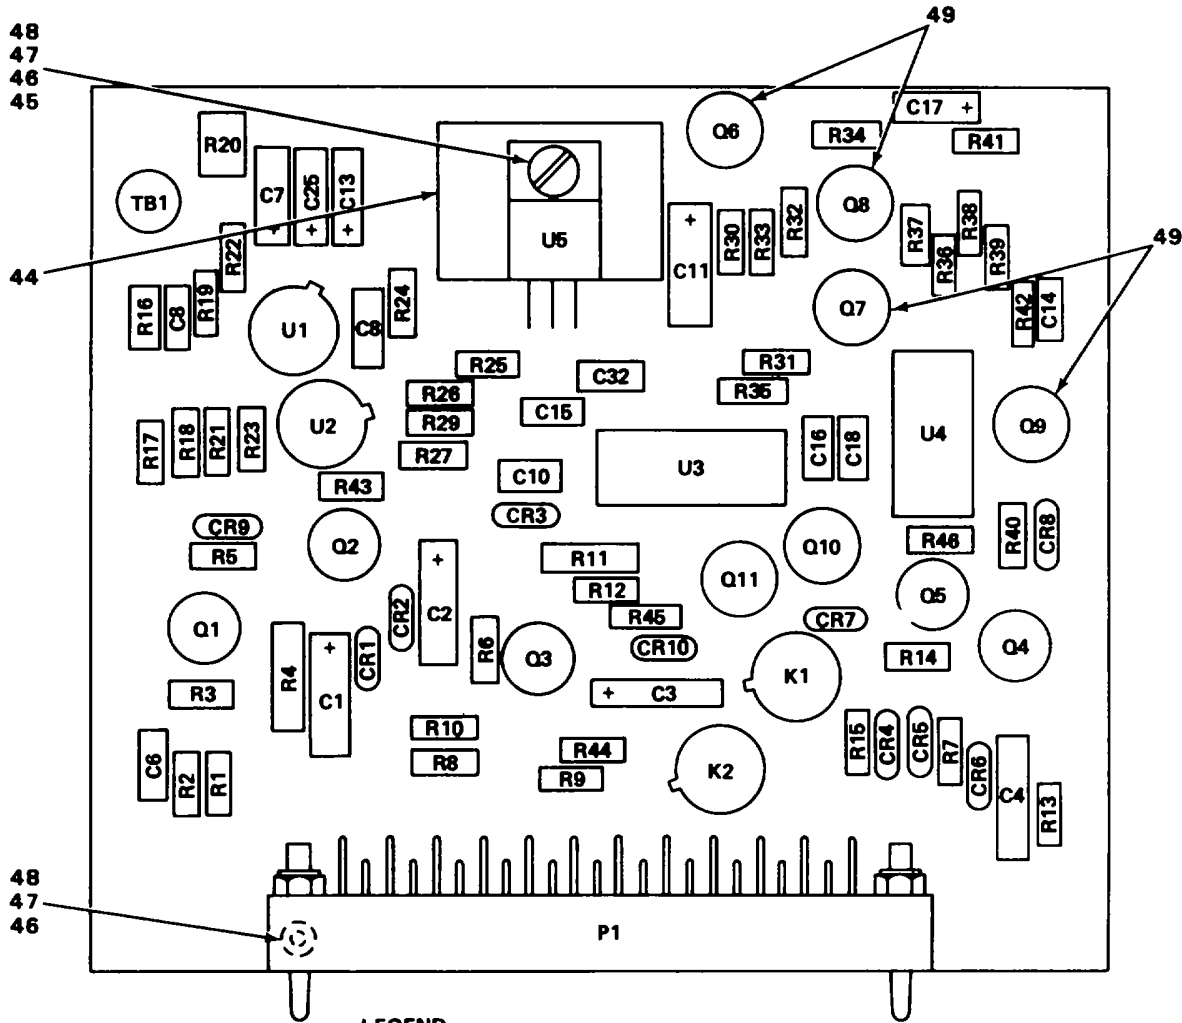 49
48
47
46
45
C17 +
Q6
R34
R41
R20
C7 +
C25 +
C13 +
TB1
Q8
R32
R38
R37
+ C11
R30
R33
U5
R22
R36
R39
49
44
R16
C8
R19
U1
C8
R24
Q7
R42
C14
R25
C32
R31
R26
R35
C15
R29
U2
U4
Q9
R17
R18
R21
R23
R27
C16
C18
U3
C10
R43
CR3
CR9
Q2
R5
Q10
R46
R40
CR8
R11
Q11
+ C2
R12
Q5
CR2
R45
CR7
Q1
CR10
Q4
R4
+ C1
CR1
R6
Q3
K1
R14
R3
+ C3
R10
R15
CR4
CR5
R7
R44
C6
R8
K2
R9
R2
R1
CR6
C4
R13
48
47
46
P1
LEGEND